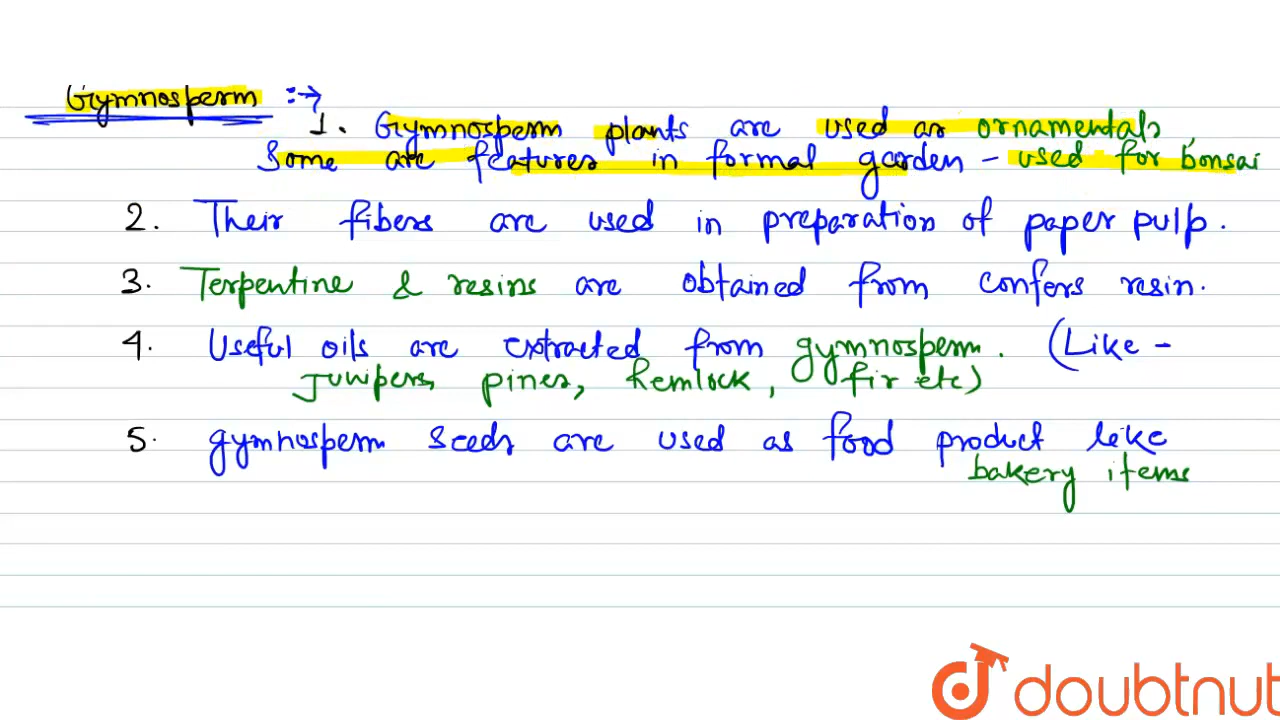 Gymnosperm :→
1. Gymnosperm plants are used as ornamentals,
Some are features in formal garden - used for bonsai
2. Their fibers are used in preparation of paper pulp.
3. Terpentine & resins are obtained from confers resin.
4. Useful oils are extracted from gymnosperm. (Like -
Junipers, pines, hemlock, fir etc)
5. gymnosperm seeds are used as food product like
bakery items
doubtnut